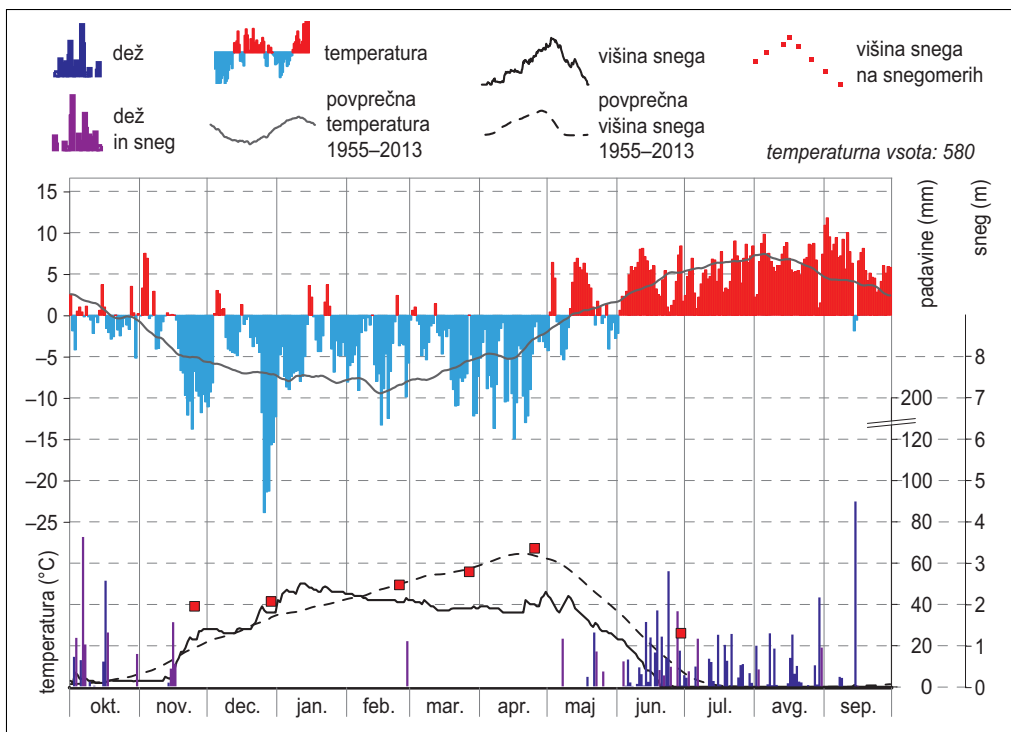 dež
temperatura
višina snega
višina snega
na snegomerih
dež
in sneg
povprečna
temperatura
1955–2013
povprečna
višina snega
1955–2013
temperaturna vsota: 580
15
10
5
0
–5
–10
–15
–20
–25
temperatura (°C)
padavine (mm)
200
120
100
80
60
40
20
0
sneg (m)
8
7
6
5
4
3
2
1
0
okt.
nov.
dec.
jan.
feb.
mar.
apr.
maj
jun.
jul.
avg.
sep.